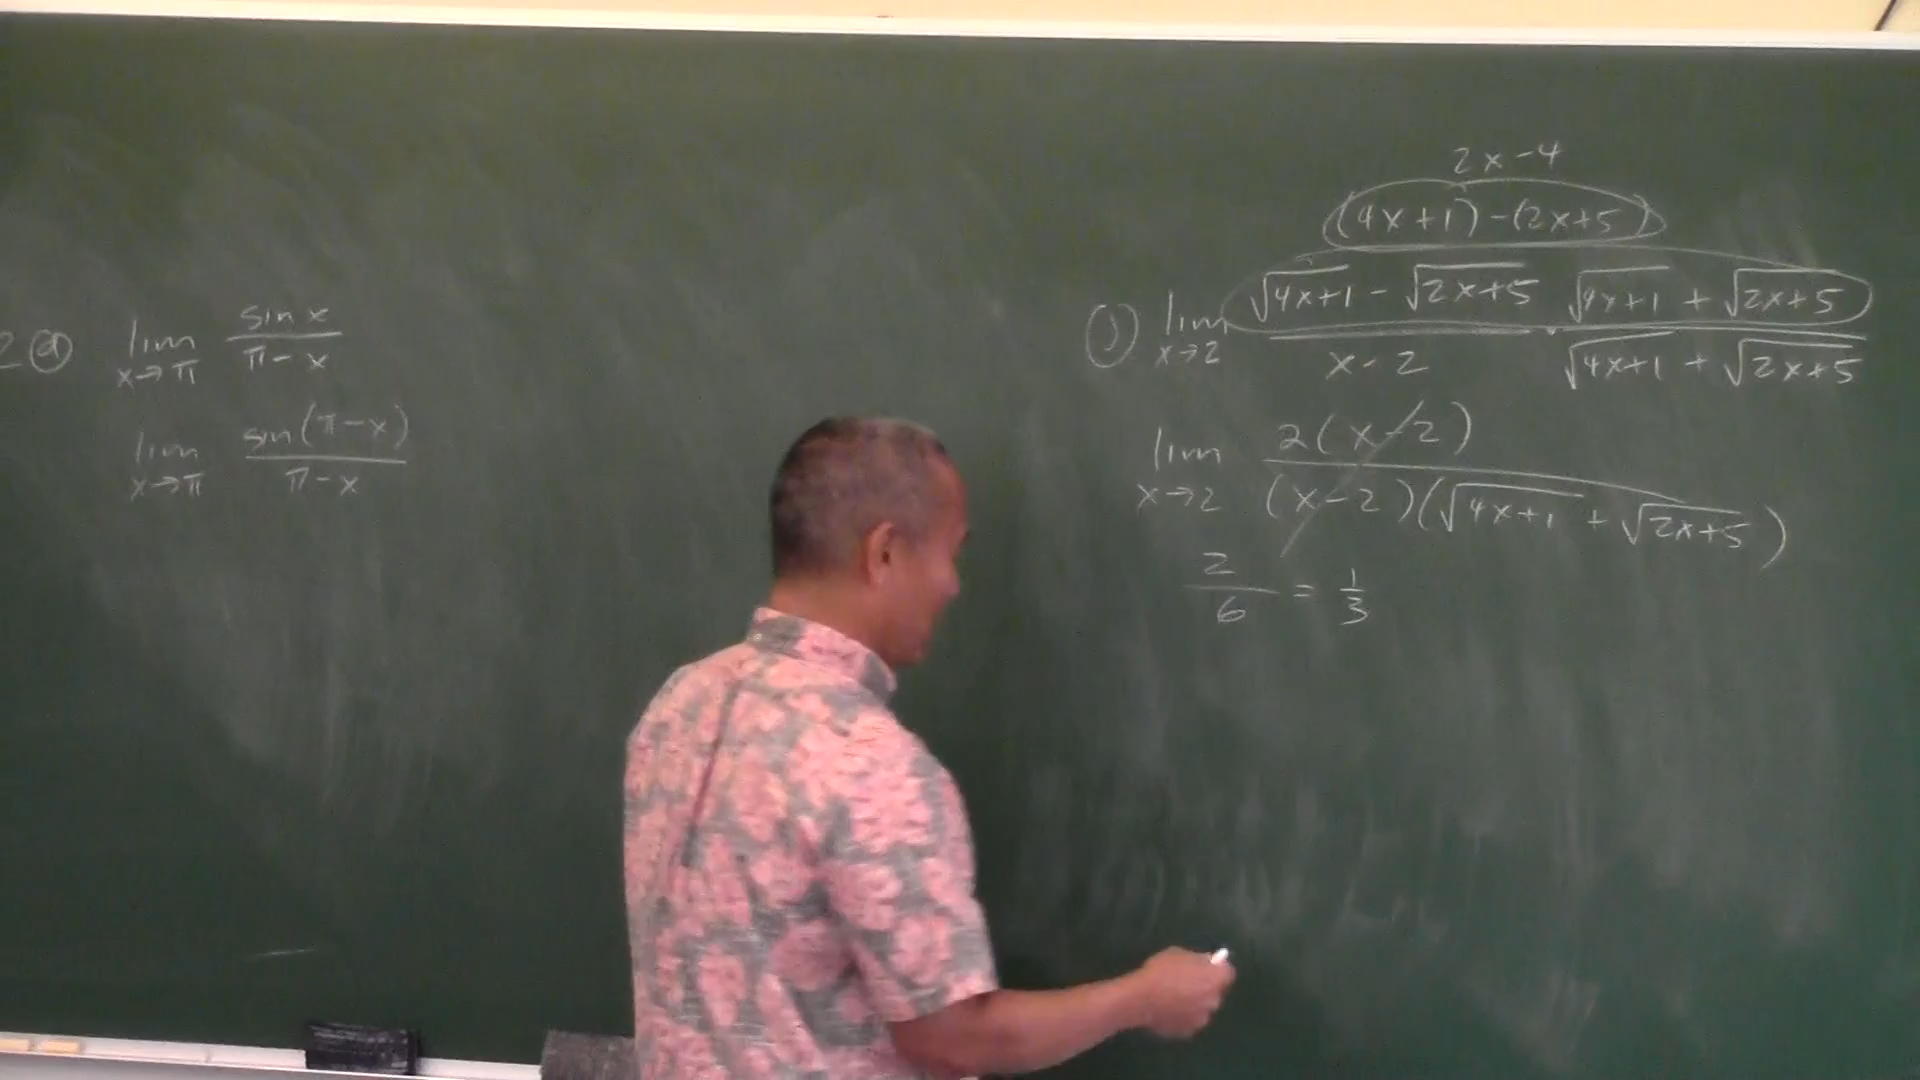 2 ⓐ lim x→π sin x / π - x
lim x→π sin(π-x) / π-x
2x-4
(4x+1)-(2x+5)
ⓙ lim x→2 √4x+1 - √2x+5 / x-2 · √4x+1 + √2x+5 / √4x+1 + √2x+5
lim x→2 2(x-2) / (x-2)(√4x+1 + √2x+5)
2/6 = 1/3